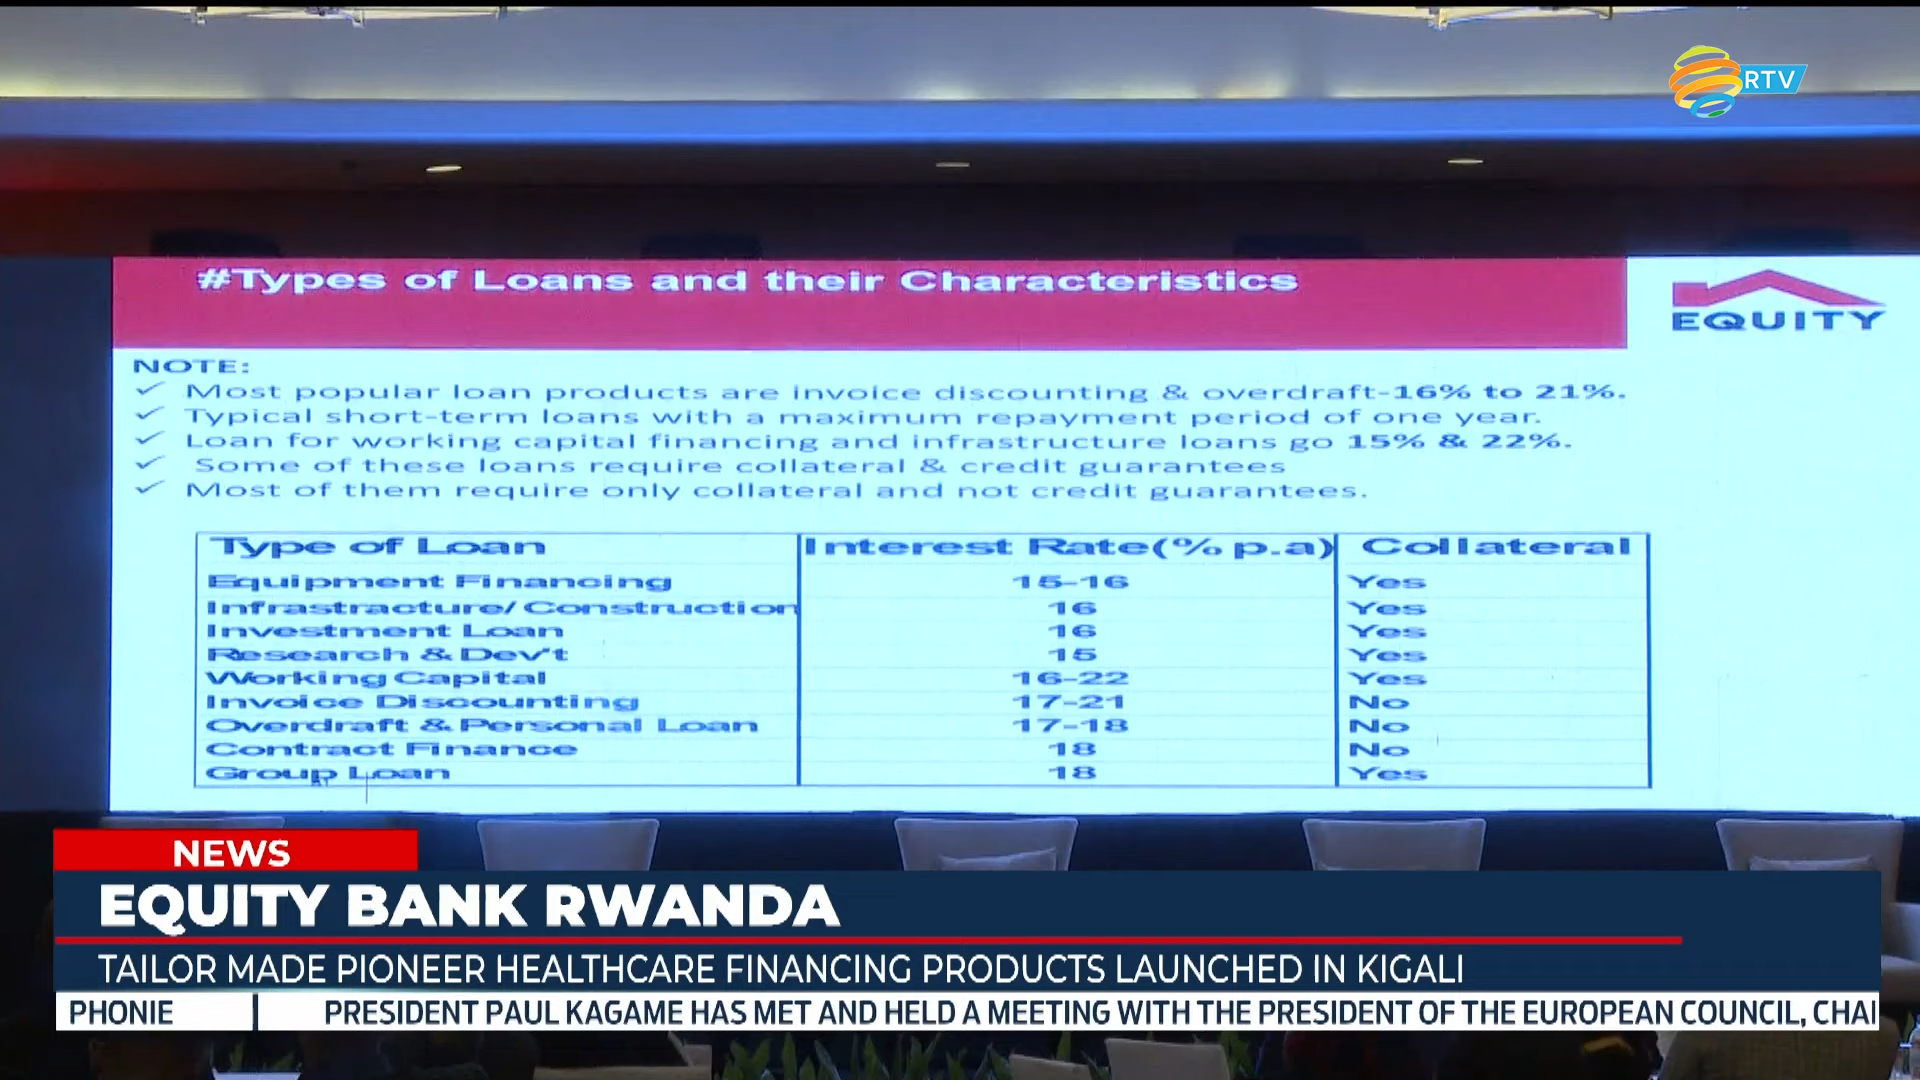 RTV
#Types of Loans and their Characteristics
EQUITY
NOTE:
✓ Most popular loan products are invoice discounting & overdraft-16% to 21%.
✓ Typical short-term loans with a maximum repayment period of one year.
✓ Loan for working capital financing and infrastructure loans go 15% & 22%.
✓ Some of these loans require collateral & credit guarantees
✓ Most of them require only collateral and not credit guarantees.
Type of Loan Interest Rate(% p.a) Collateral
Equipment Financing 15-16 Yes
Infrastracture/ Construction 16 Yes
Investment Loan 16 Yes
Research & Dev't 15 Yes
Working Capital 16-22 Yes
Invoice Discounting 17-21 No
Overdraft & Personal Loan 17-18 No
Contract Finance 18 No
Group Loan 18 Yes
NEWS
EQUITY BANK RWANDA
TAILOR MADE PIONEER HEALTHCARE FINANCING PRODUCTS LAUNCHED IN KIGALI
PHONIE PRESIDENT PAUL KAGAME HAS MET AND HELD A MEETING WITH THE PRESIDENT OF THE EUROPEAN COUNCIL, CHAI